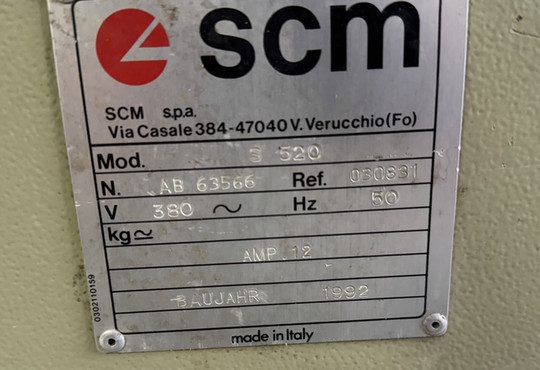 scm
SCM s.p.a.
Via Casale 384-47040 V. Verucchio (Fo)
Mod. S 520
N. AB 63566 Ref. 030831
V 380 ~ Hz 50
kg≃
AMP. 12
BAUJAHR 1992
0302110159
made in Italy